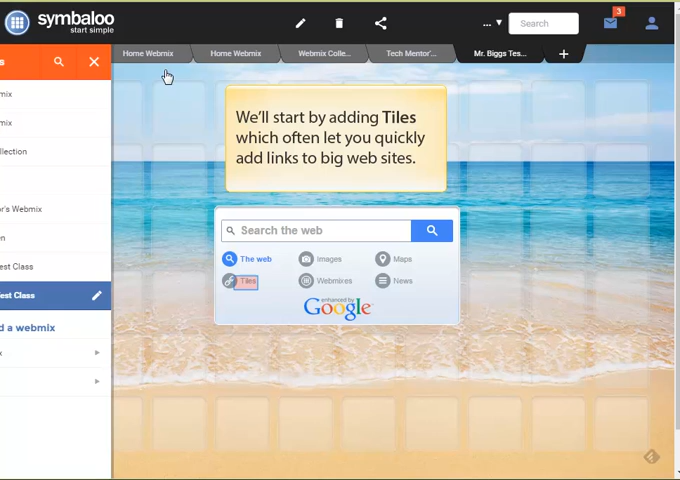 symbaloo
start simple
...
Search
3
Home Webmix
Home Webmix
Webmix Colle...
Tech Mentor'...
Mr. Biggs Tes...
s
mix
mix
llection
or's Webmix
en
est Class
est Class
d a webmix
x
We'll start by adding Tiles
which often let you quickly
add links to big web sites.
Search the web
The web
Images
Maps
Tiles
Webmixes
News
enhanced by
Google